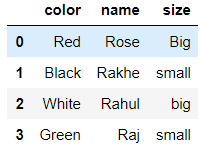 color name size
0 Red Rose Big
1 Black Rakhe small
2 White Rahul big
3 Green Raj small